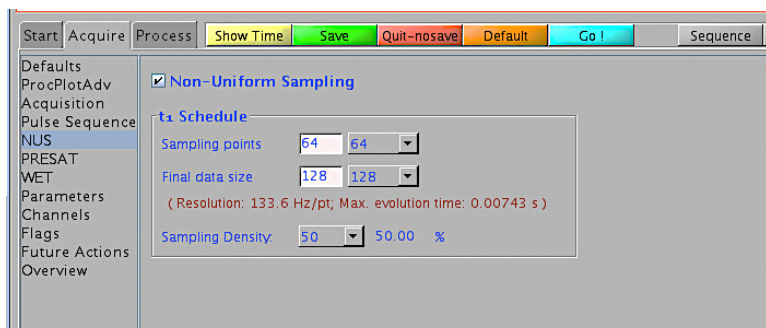 Start Acquire Process Show Time Save Quit-nosave Default Go ! Sequence
Defaults
ProcPlotAdv
Acquisition
Pulse Sequence
NUS
PRESAT
WET
Parameters
Channels
Flags
Future Actions
Overview
Non-Uniform Sampling
t₁ Schedule
Sampling points 64 64
Final data size 128 128
( Resolution: 133.6 Hz/pt; Max. evolution time: 0.00743 s )
Sampling Density: 50 50.00 %